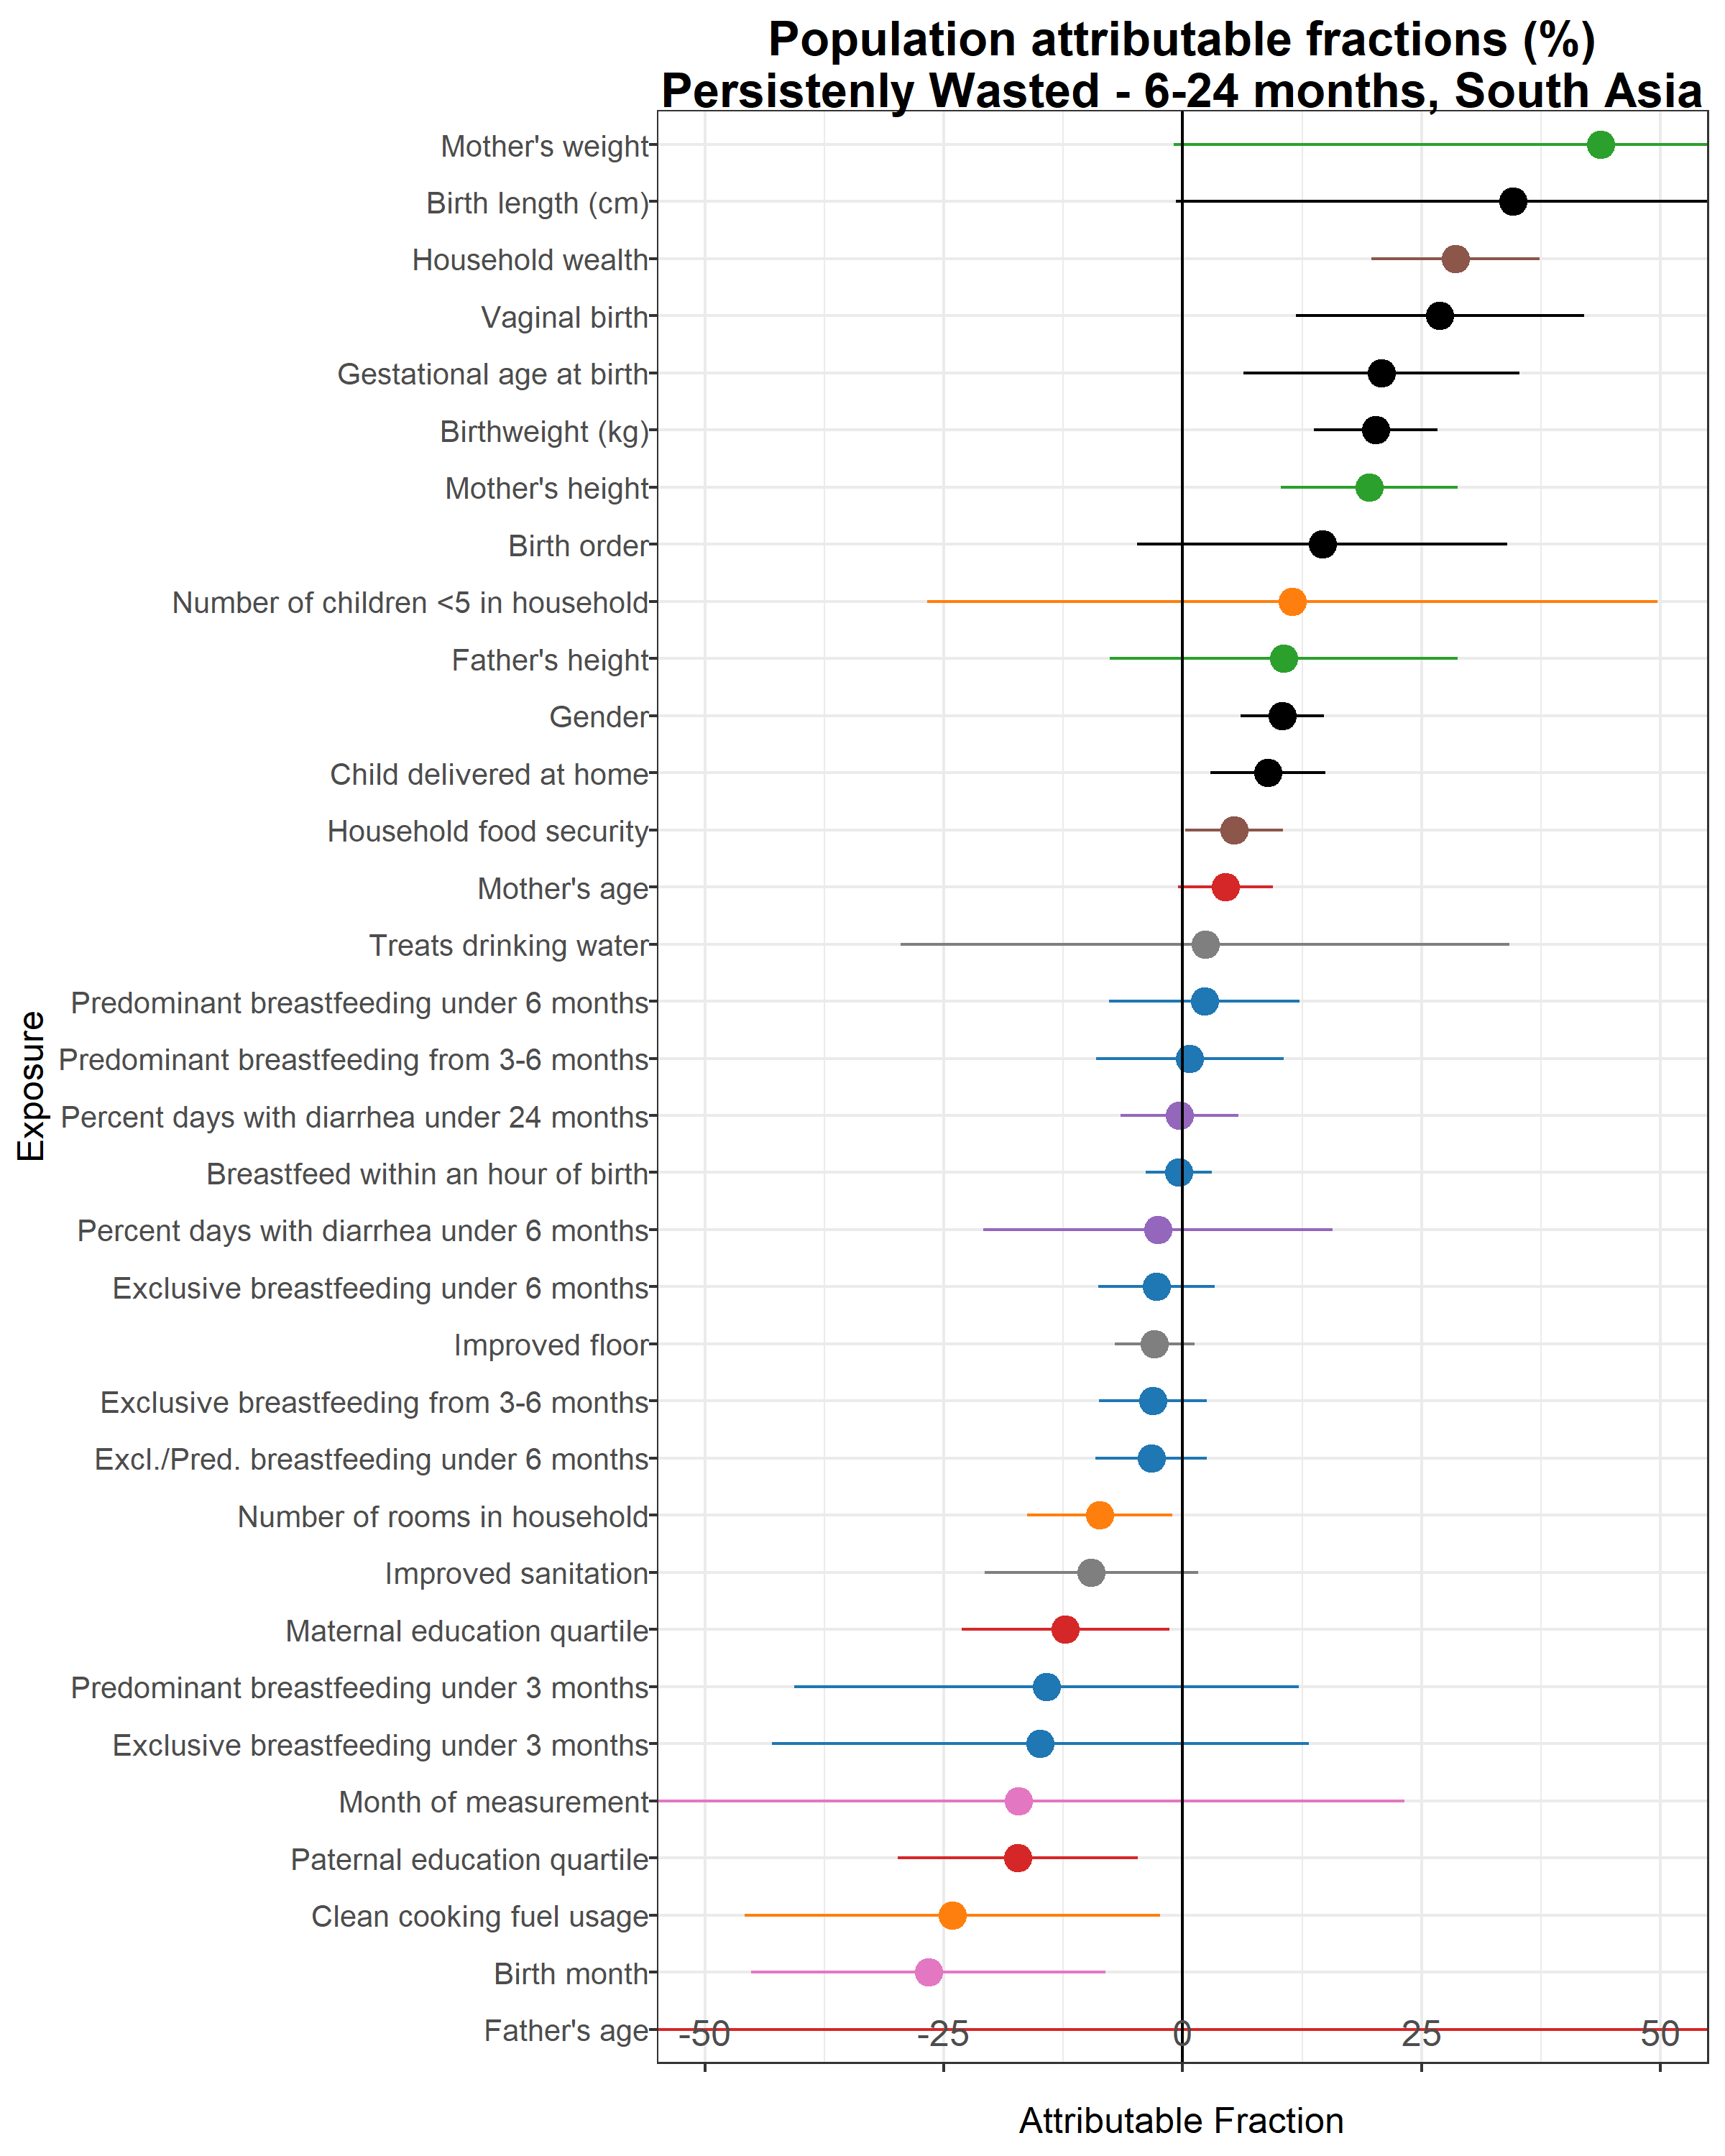 Population attributable fractions (%)
Persistenly Wasted - 6-24 months, South Asia
Mother's weight
Birth length (cm)
Household wealth
Vaginal birth
Gestational age at birth
Birthweight (kg)
Mother's height
Birth order
Number of children <5 in household
Father's height
Gender
Child delivered at home
Household food security
Mother's age
Treats drinking water
Predominant breastfeeding under 6 months
Predominant breastfeeding from 3-6 months
Percent days with diarrhea under 24 months
Breastfeed within an hour of birth
Percent days with diarrhea under 6 months
Exclusive breastfeeding under 6 months
Improved floor
Exclusive breastfeeding from 3-6 months
Excl./Pred. breastfeeding under 6 months
Number of rooms in household
Improved sanitation
Maternal education quartile
Predominant breastfeeding under 3 months
Exclusive breastfeeding under 3 months
Month of measurement
Paternal education quartile
Clean cooking fuel usage
Birth month
Father's age
Exposure
-50 -25 0 25 50
Attributable Fraction